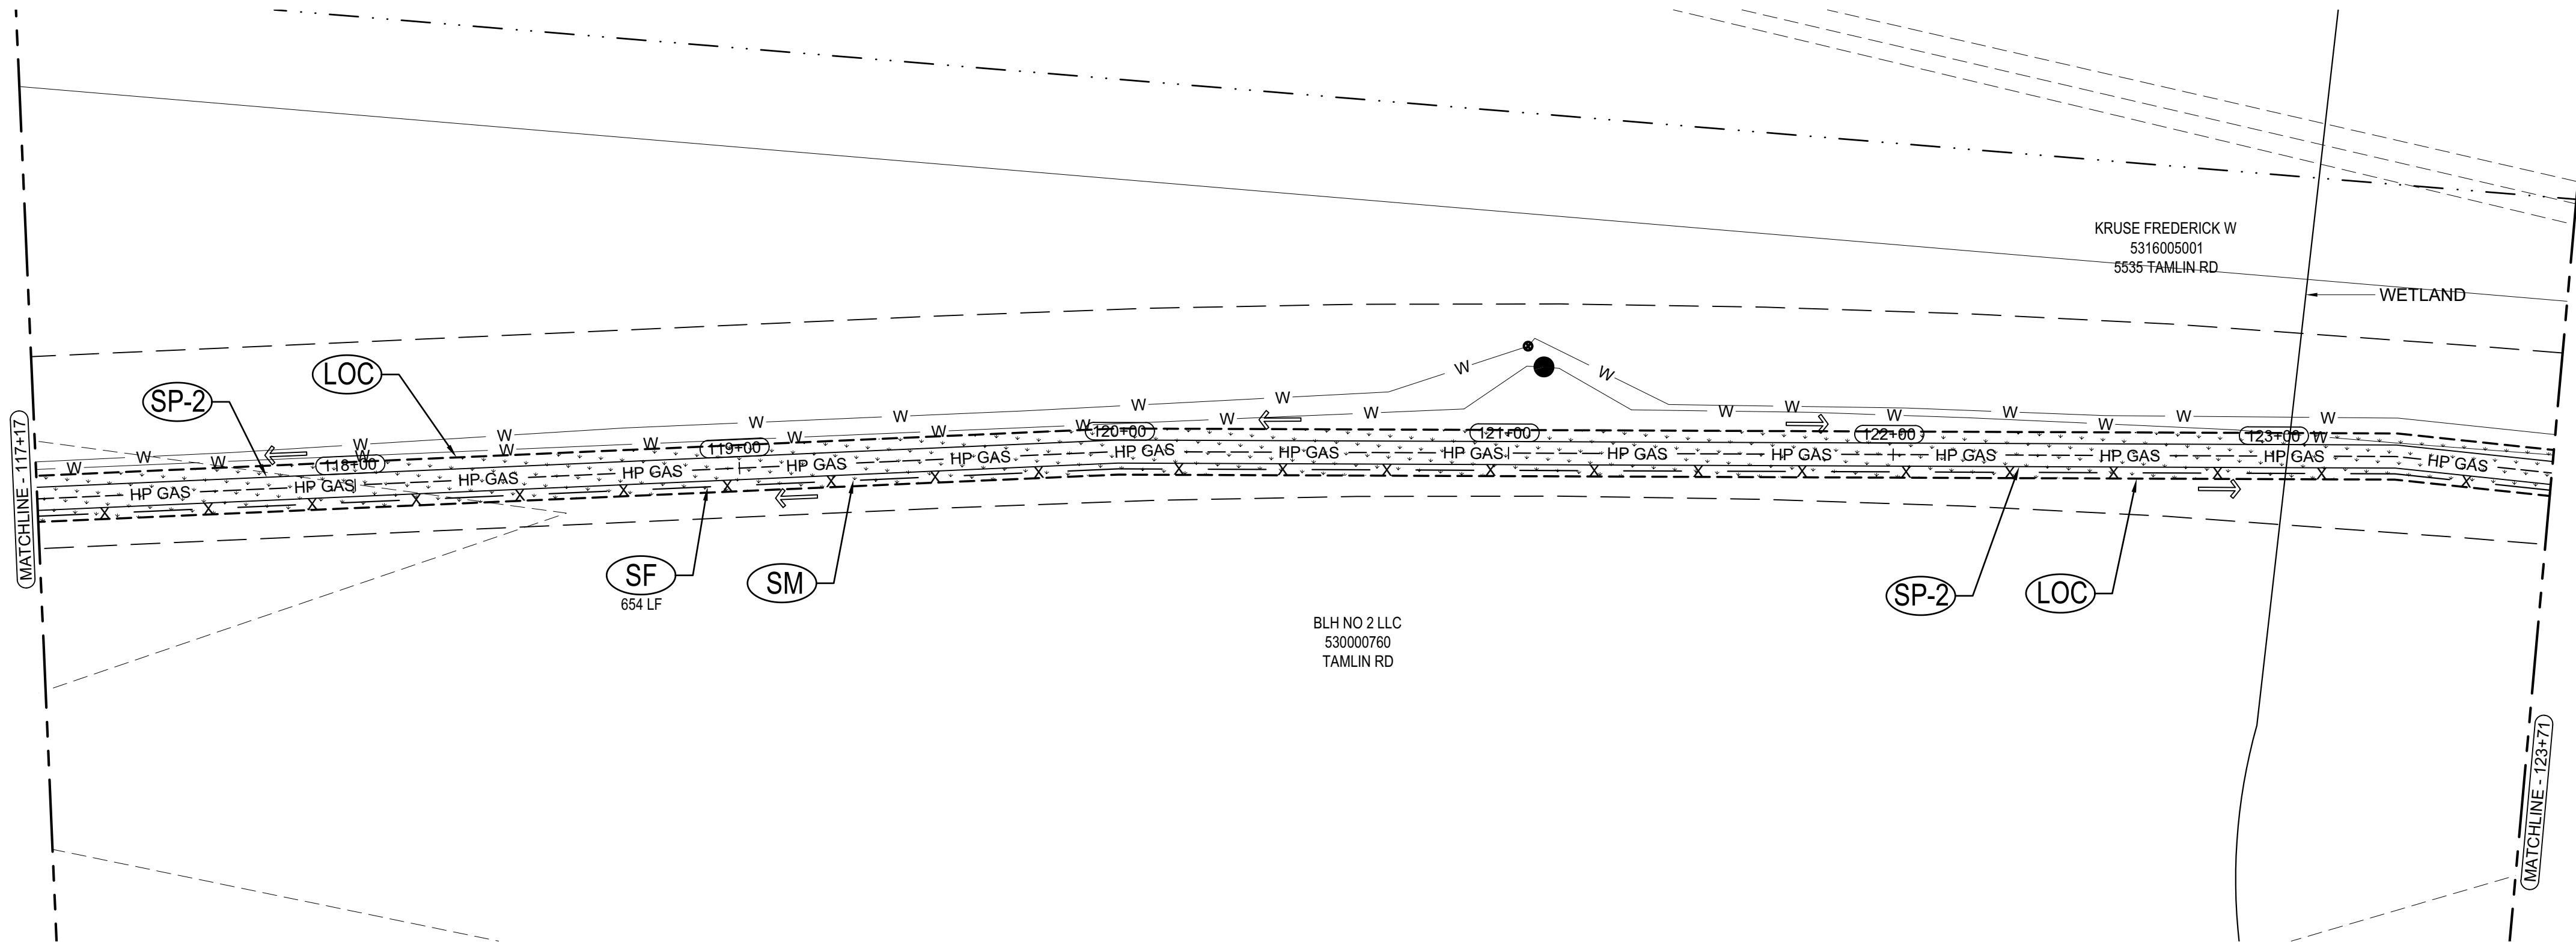 KRUSE FREDERICK W
5316005001
5535 TAMLIN RD
WETLAND
LOC
SP-2
MATCHLINE - 117+17
W W W W W W W W W W W W W W
W W W W W W W W W W W W W W
118+00
119+00
120+00
121+00
122+00
123+00
HP GAS HP GAS HP GAS HP GAS HP GAS HP GAS HP GAS HP GAS HP GAS HP GAS HP GAS HP GAS HP GAS HP GAS HP GAS
X X X X X X X X X X X X X X X X X X X X X X X
SF
654 LF
SM
SP-2
LOC
BLH NO 2 LLC
530000760
TAMLIN RD
MATCHLINE - 123+71